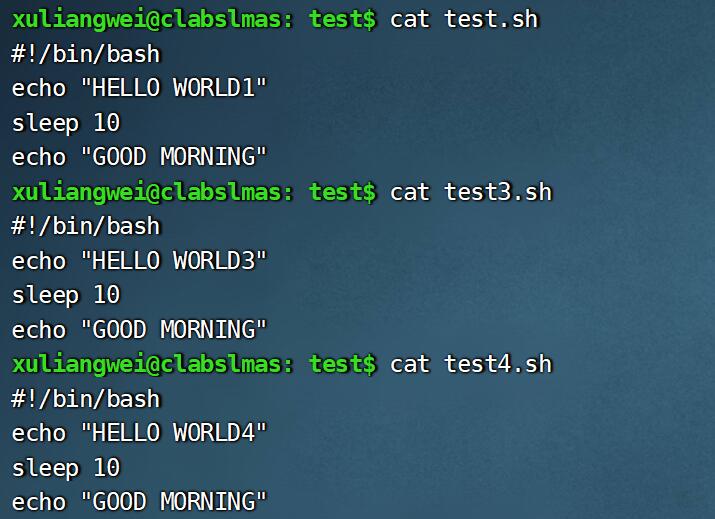 xuliangwei@clabslmas: test$ cat test.sh
#!/bin/bash
echo "HELLO WORLD1"
sleep 10
echo "GOOD MORNING"
xuliangwei@clabslmas: test$ cat test3.sh
#!/bin/bash
echo "HELLO WORLD3"
sleep 10
echo "GOOD MORNING"
xuliangwei@clabslmas: test$ cat test4.sh
#!/bin/bash
echo "HELLO WORLD4"
sleep 10
echo "GOOD MORNING"